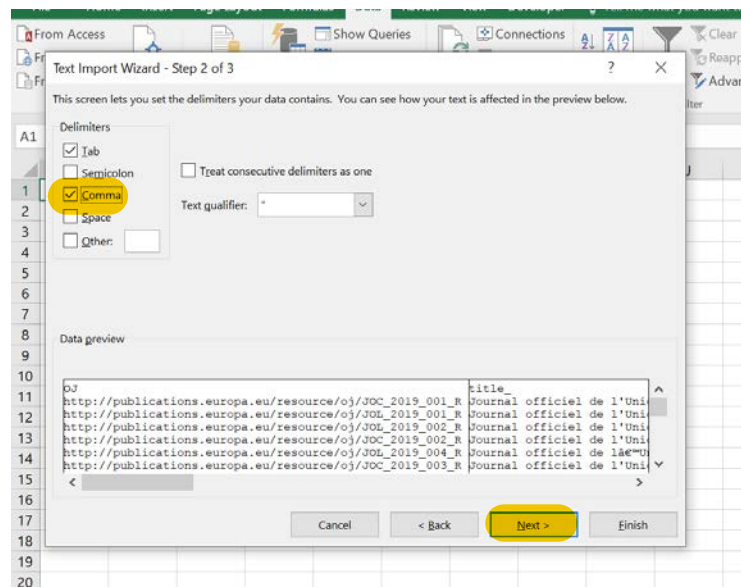 From Access
Show Queries
Connections
Clear
Reapp
Advan
lter
Text Import Wizard - Step 2 of 3
?
This screen lets you set the delimiters your data contains. You can see how your text is affected in the preview below.
A1
Delimiters
Tab
Semicolon
Treat consecutive delimiters as one
Comma
Text qualifier: "
Space
Other:
Data preview
OJ title_
http://publications.europa.eu/resource/oj/JOC_2019_001_R Journal officiel de l'Uni
http://publications.europa.eu/resource/oj/JOL_2019_001_R Journal officiel de l'Uni
http://publications.europa.eu/resource/oj/JOL_2019_002_R Journal officiel de l'Uni
http://publications.europa.eu/resource/oj/JOC_2019_002_R Journal officiel de l'Uni
http://publications.europa.eu/resource/oj/JOL_2019_004_R Journal officiel de l’U
http://publications.europa.eu/resource/oj/JOC_2019_003_R Journal officiel de l'Uni
Cancel
< Back
Next >
Finish
1
2
3
4
5
6
7
8
9
10
11
12
13
14
15
16
17
18
19
20